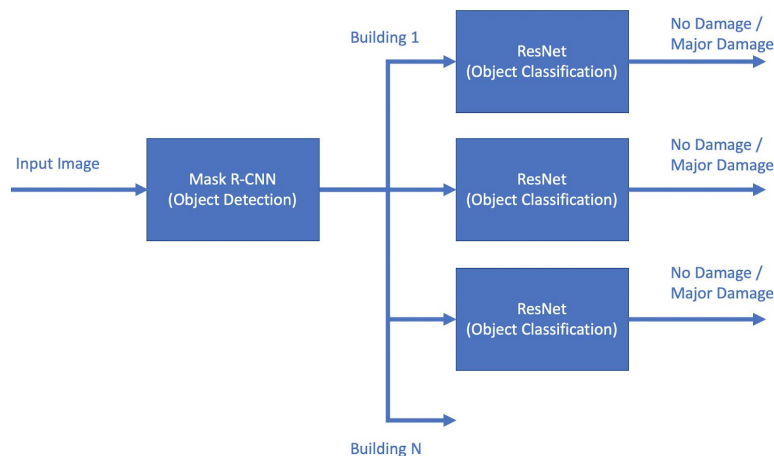 Building 1
ResNet
(Object Classification)
No Damage /
Major Damage
Input Image
Mask R-CNN
(Object Detection)
ResNet
(Object Classification)
No Damage /
Major Damage
ResNet
(Object Classification)
No Damage /
Major Damage
Building N